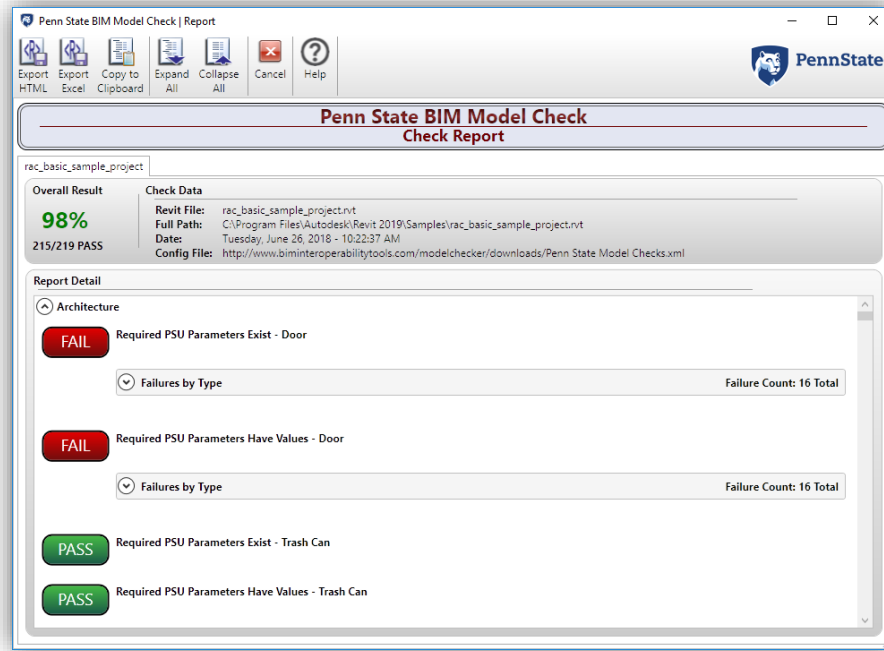 Penn State BIM Model Check | Report
Export HTML
Export Excel
Copy to Clipboard
Expand All
Collapse All
Cancel
Help
PennState
Penn State BIM Model Check
Check Report
rac_basic_sample_project
Overall Result
98%
215/219 PASS
Check Data
Revit File: rac_basic_sample_project.rvt
Full Path: C:\Program Files\Autodesk\Revit 2019\Samples\rac_basic_sample_project.rvt
Date: Tuesday, June 26, 2018 - 10:22:37 AM
Config File: http://www.biminteroperabilitytools.com/modelchecker/downloads/Penn State Model Checks.xml
Report Detail
Architecture
FAIL Required PSU Parameters Exist - Door
Failures by Type Failure Count: 16 Total
FAIL Required PSU Parameters Have Values - Door
Failures by Type Failure Count: 16 Total
PASS Required PSU Parameters Exist - Trash Can
PASS Required PSU Parameters Have Values - Trash Can